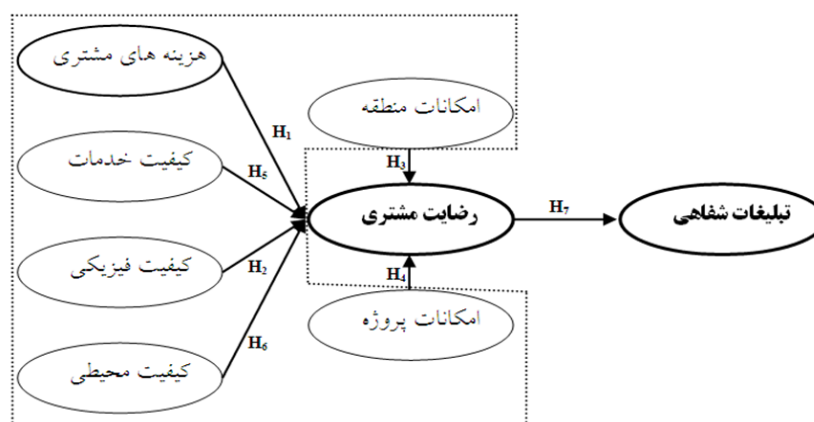 هزینه های مشتری
امکانات منطقه
H₁
کیفیت خدمات
H₃
H₅
رضایت مشتری
H₇
تبلیغات شفاهی
کیفیت فیزیکی
H₂
H₄
امکانات پروژه
H₆
کیفیت محیطی